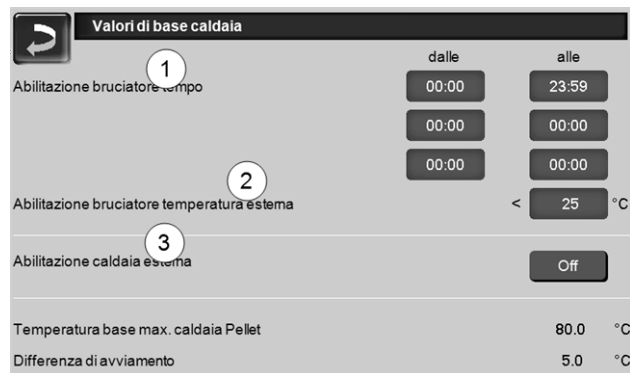 Valori di base caldaia
dalle alle
1
Abilitazione bruciatore tempo 00:00 23:59
00:00 00:00
00:00 00:00
2
Abilitazione bruciatore temperatura esterna < 25 °C
3
Abilitazione caldaia esterna Off
Temperatura base max. caldaia Pellet 80.0 °C
Differenza di avviamento 5.0 °C